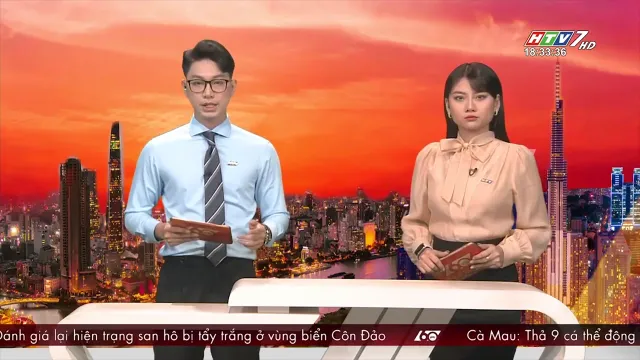 HTV7 HD
18:33:36
Đánh giá lại hiện trạng san hô bị tẩy trắng ở vùng biển Côn Đảo 60 Cà Mau: Thả 9 cá thể động